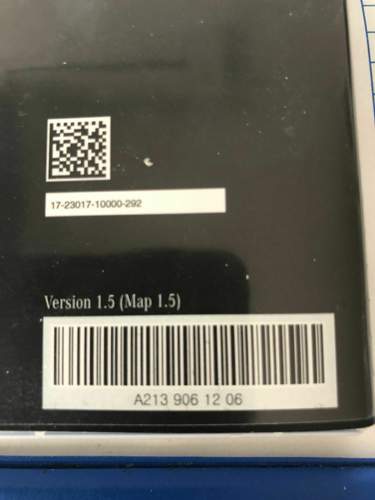 17-23017-10000-292
Version 1.5 (Map 1.5)
A213 906 12 06